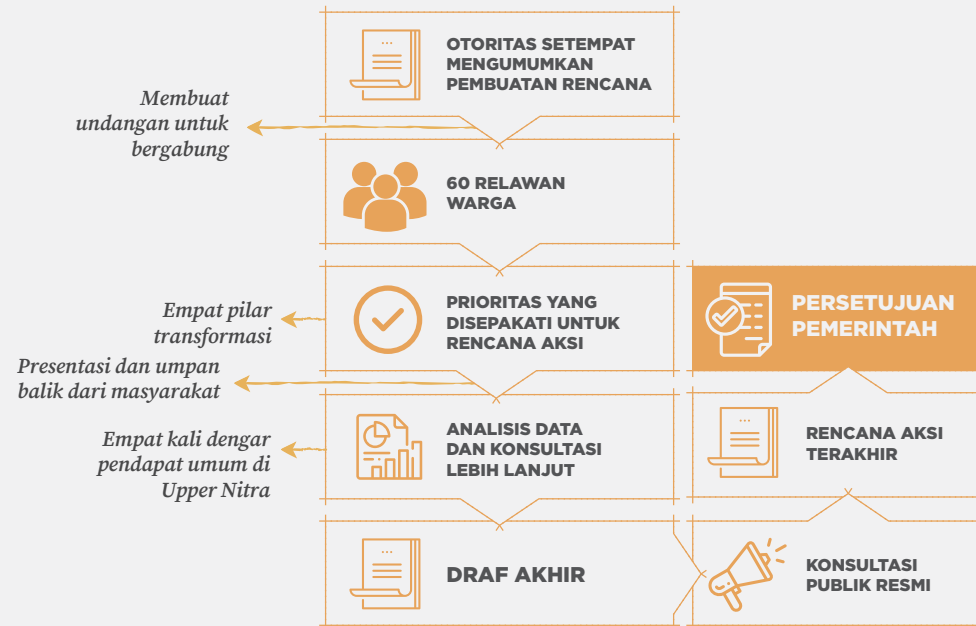 OTORITAS SETEMPAT
MENGUMUMKAN
PEMBUATAN RENCANA
Membuat
undangan untuk
bergabung
60 RELAWAN
WARGA
Empat pilar
transformasi
PRIORITAS YANG
DISEPAKATI UNTUK
RENCANA AKSI
Presentasi dan umpan
balik dari masyarakat
Empat kali dengar
pendapat umum di
Upper Nitra
ANALISIS DATA
DAN KONSULTASI
LEBIH LANJUT
DRAF AKHIR
KONSULTASI
PUBLIK RESMI
RENCANA AKSI
TERAKHIR
PERSETUJUAN
PEMERINTAH